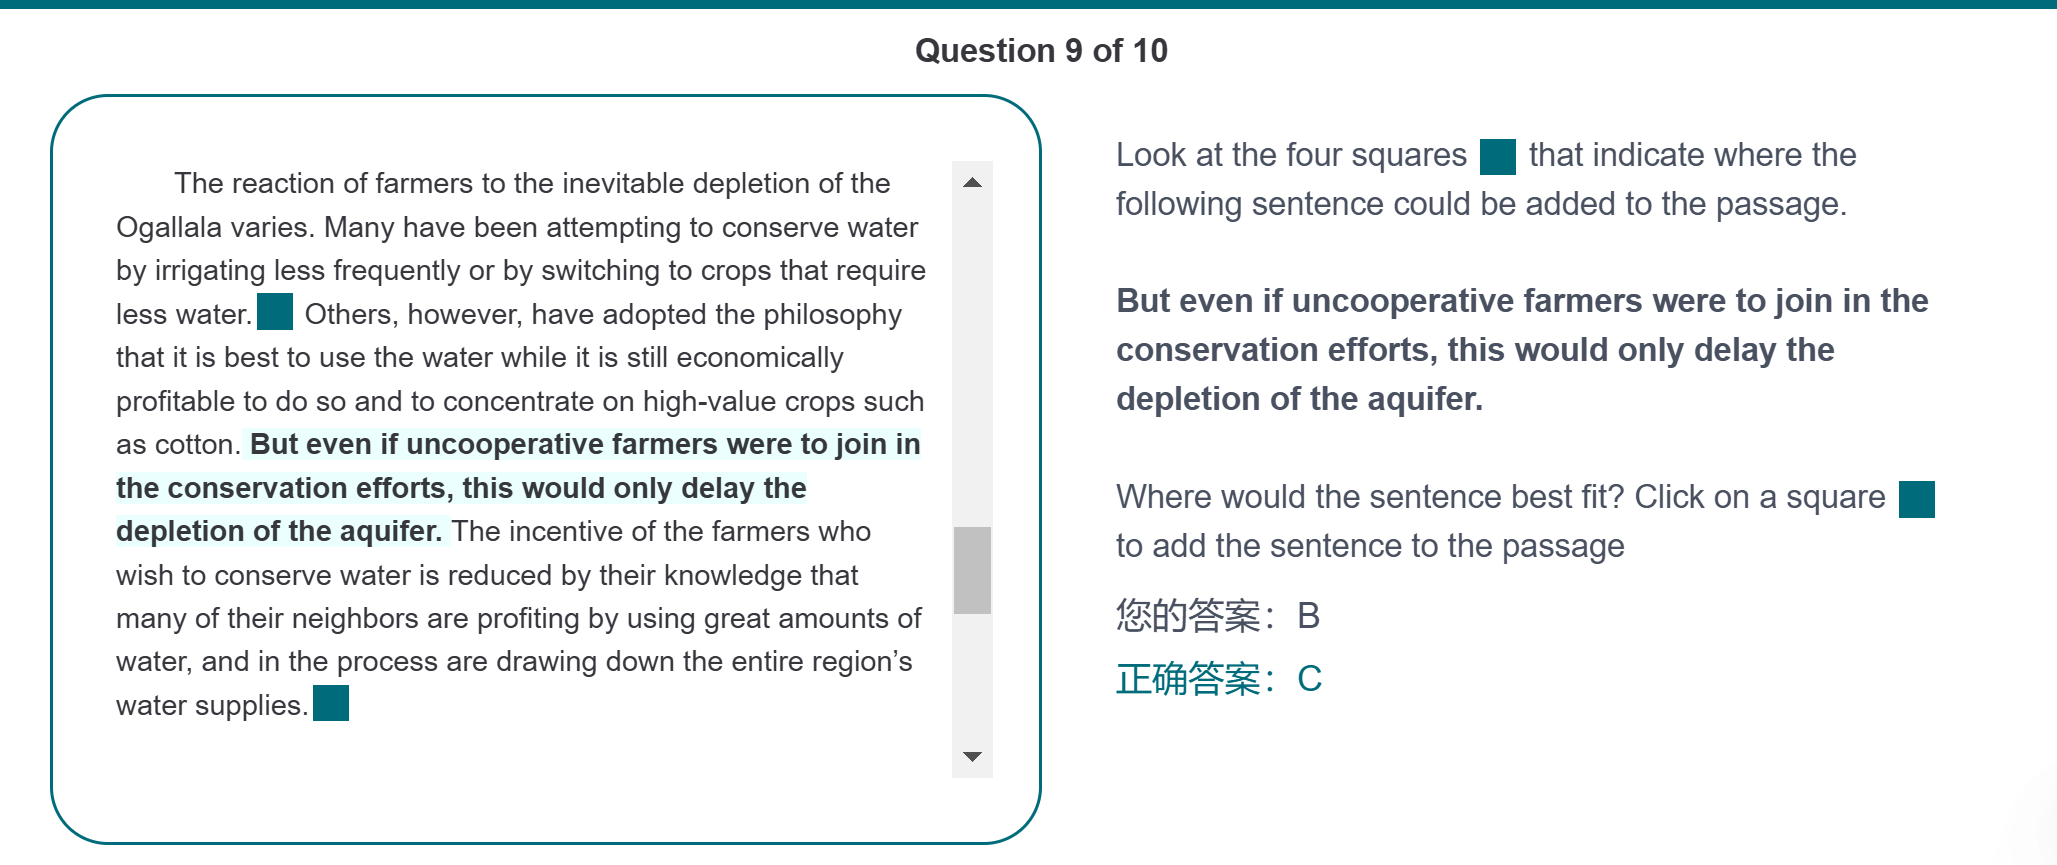 Question 9 of 10
The reaction of farmers to the inevitable depletion of the
Ogallala varies. Many have been attempting to conserve water
by irrigating less frequently or by switching to crops that require
less water. Others, however, have adopted the philosophy
that it is best to use the water while it is still economically
profitable to do so and to concentrate on high-value crops such
as cotton. But even if uncooperative farmers were to join in
the conservation efforts, this would only delay the
depletion of the aquifer. The incentive of the farmers who
wish to conserve water is reduced by their knowledge that
many of their neighbors are profiting by using great amounts of
water, and in the process are drawing down the entire region’s
water supplies.
Look at the four squares that indicate where the
following sentence could be added to the passage.
But even if uncooperative farmers were to join in the
conservation efforts, this would only delay the
depletion of the aquifer.
Where would the sentence best fit? Click on a square
to add the sentence to the passage
您的答案：B
正确答案：C